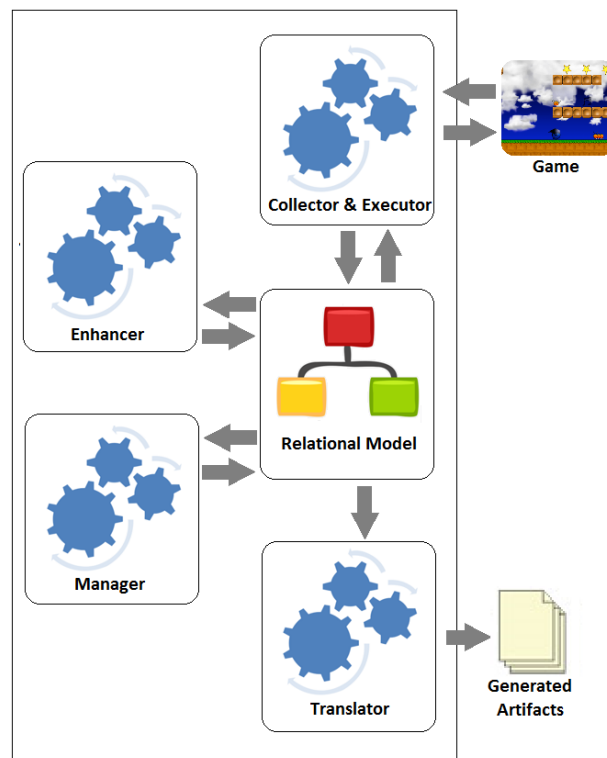 Game
Collector & Executor
Enhancer
Relational Model
Manager
Translator
Generated
Artifacts